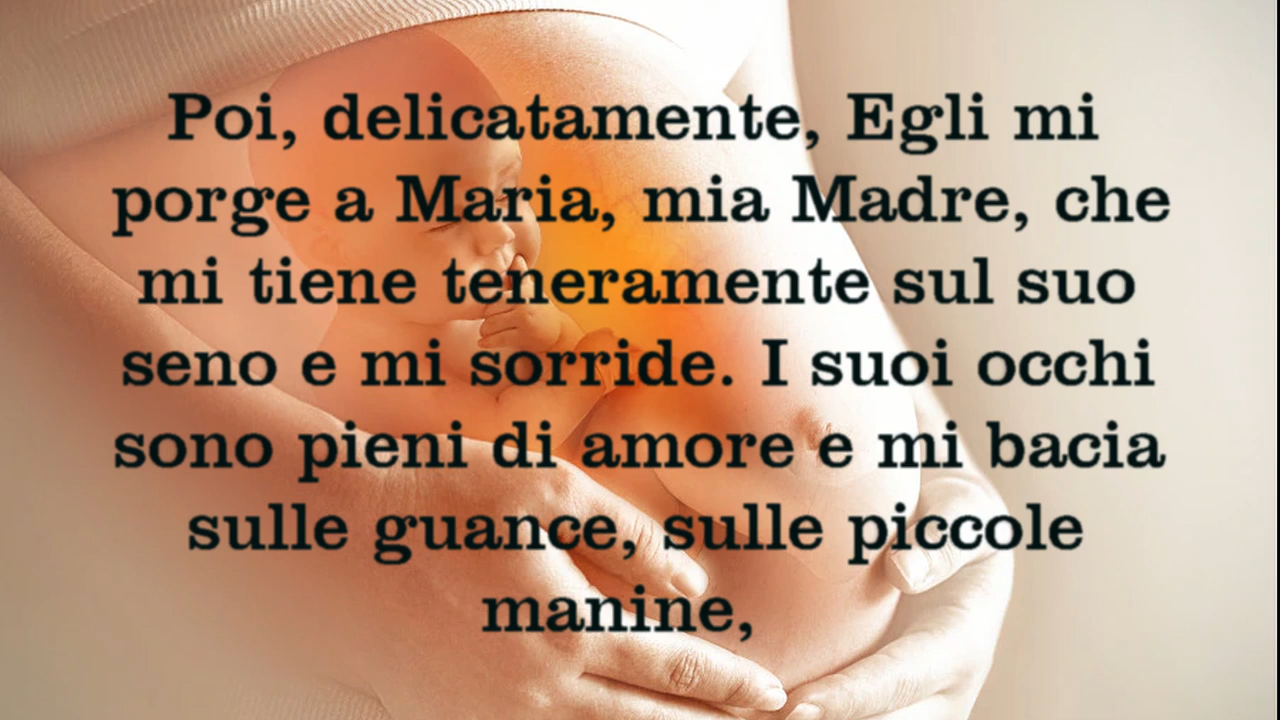 Poi, delicatamente, Egli mi
porge a Maria, mia Madre, che
mi tiene teneramente sul suo
seno e mi sorride. I suoi occhi
sono pieni di amore e mi bacia
sulle guance, sulle piccole
manine,